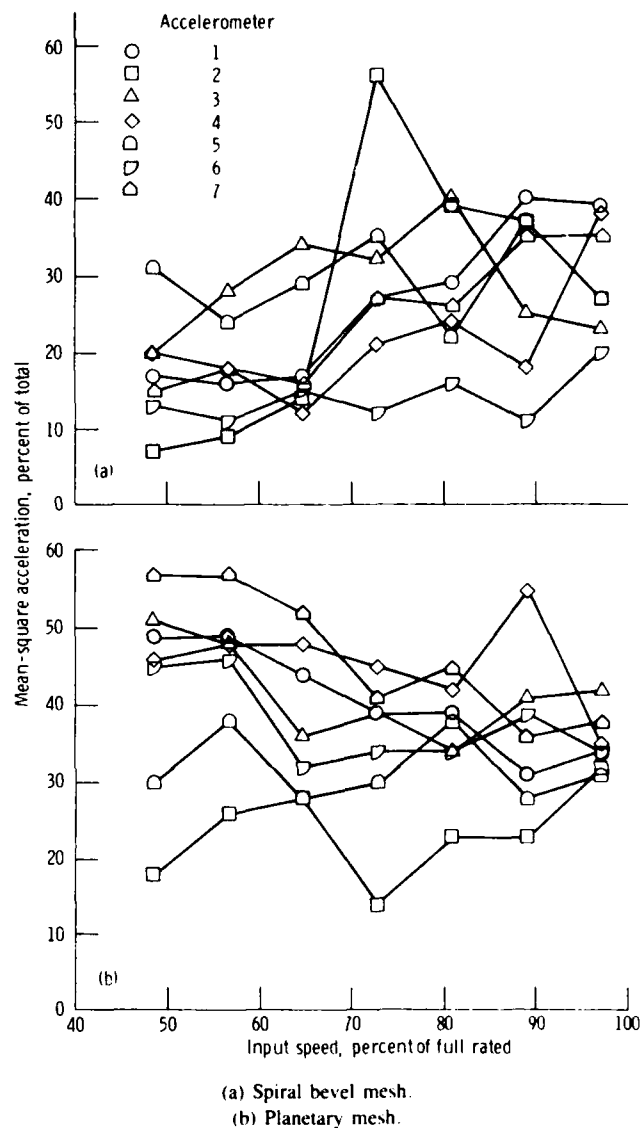 Accelerometer
1
2
3
4
5
6
7
60
50
40
30
20
10
0
(a)
Mean-square acceleration, percent of total
60
50
40
30
20
10
0
(b)
40 50 60 70 80 90 100
Input speed, percent of full rated
(a) Spiral bevel mesh.
(b) Planetary mesh.